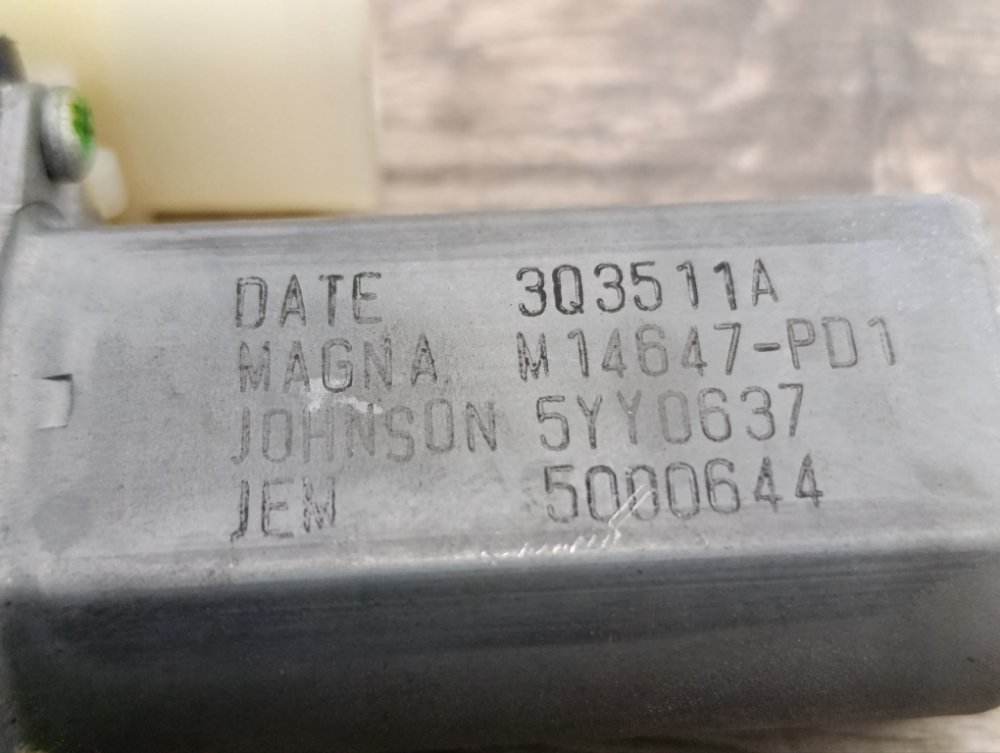 DATE 3Q3511A
MAGNA M14647-PD1
JOHNSON 5YY0637
JEM 5000644